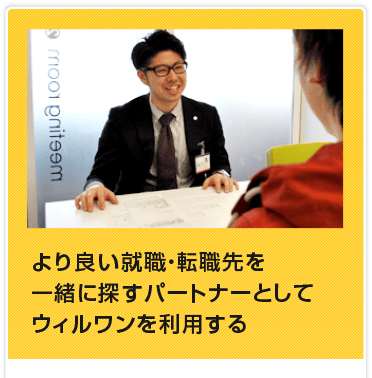 meeting room
より良い就職・転職先を
一緒に探すパートナーとして
ウィルワンを利用する